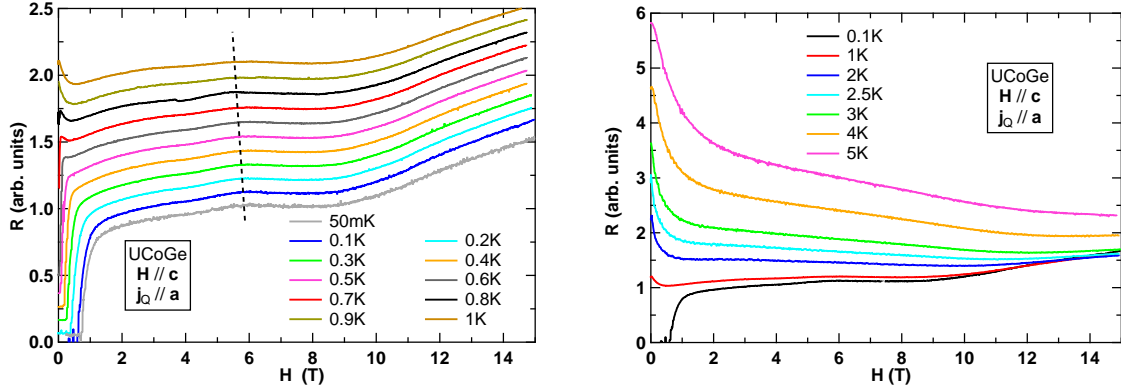 2.5
2.0
1.5
1.0
0.5
0.0
R (arb. units)
0 2 4 6 8 10 12 14
H (T)
UCoGe
H // c
jQ // a
50mK
0.1K 0.2K
0.3K 0.4K
0.5K 0.6K
0.7K 0.8K
0.9K 1K
6
5
4
3
2
1
0
R (arb. units)
0 2 4 6 8 10 12 14
H (T)
0.1K
1K
2K
2.5K
3K
4K
5K
UCoGe
H // c
jQ // a